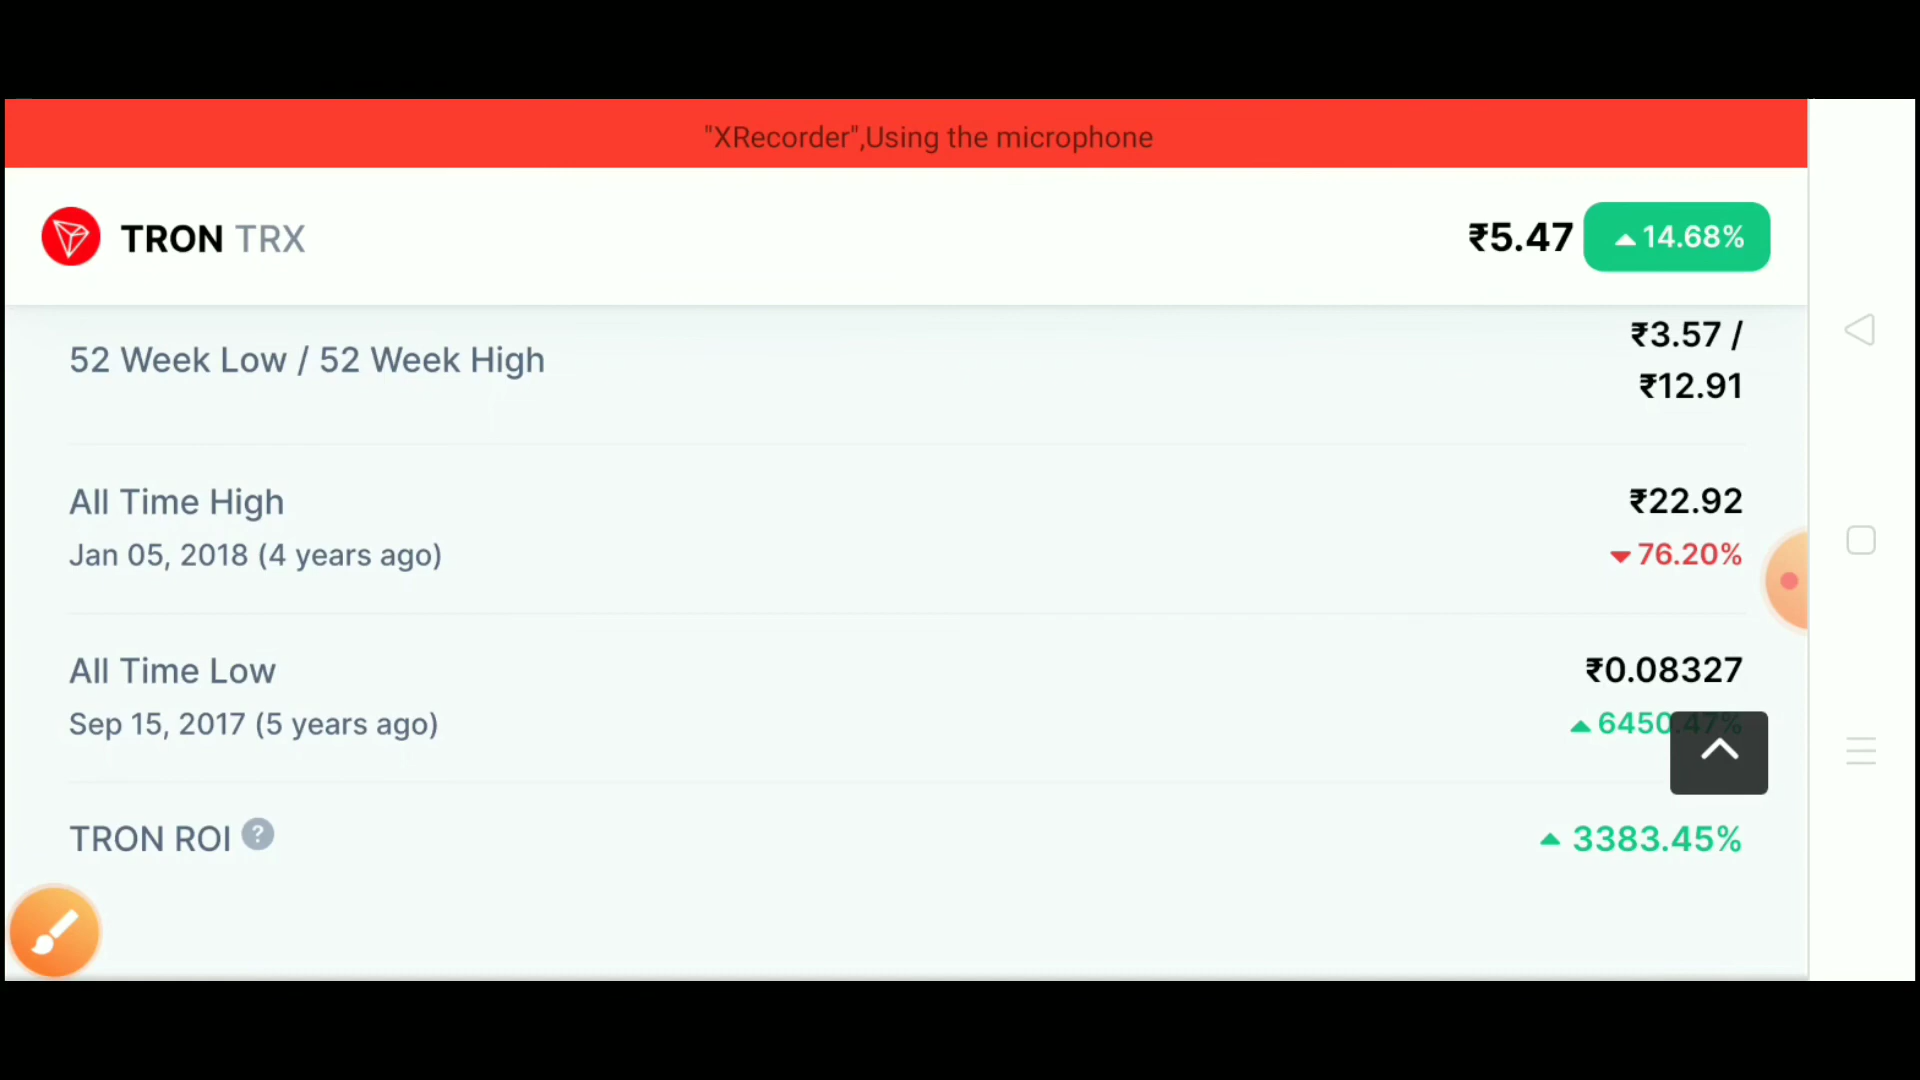 "XRecorder",Using the microphone
TRON TRX
₹5.47 14.68%
52 Week Low / 52 Week High
₹3.57 /
₹12.91
All Time High
₹22.92
Jan 05, 2018 (4 years ago)
76.20%
All Time Low
₹0.08327
Sep 15, 2017 (5 years ago)
6450.47%
TRON ROI ?
3383.45%